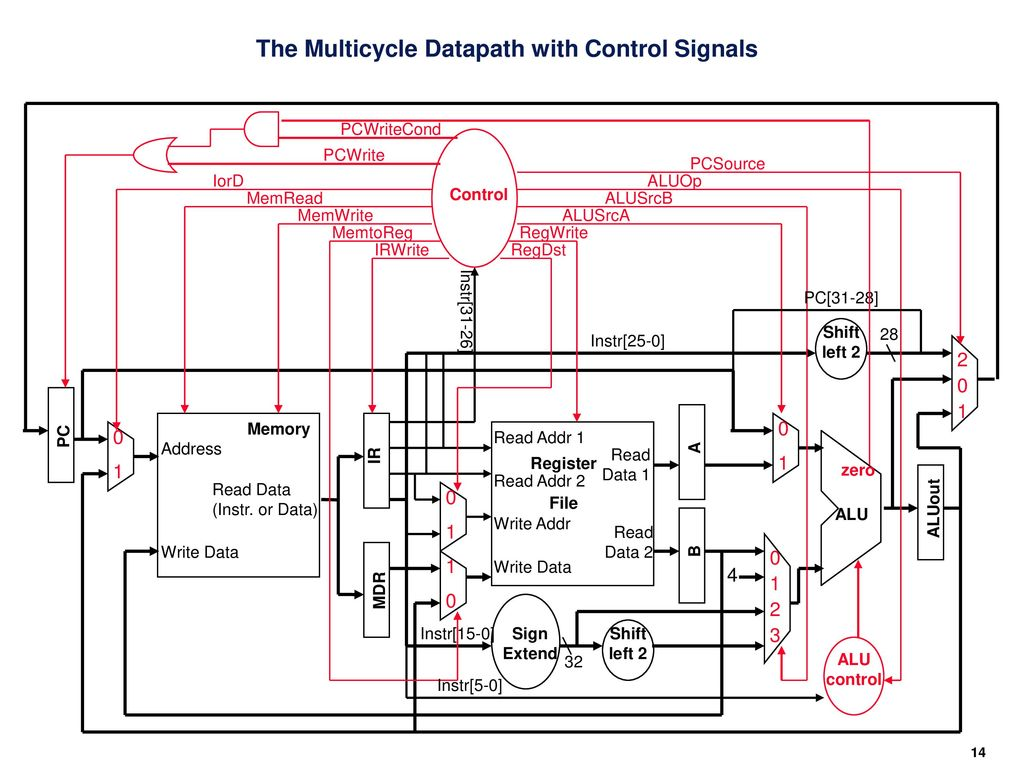 The Multicycle Datapath with Control Signals
PCWriteCond
PCWrite
PCSource
IorD
ALUOp
MemRead
Control
ALUSrcB
MemWrite
ALUSrcA
MemtoReg
RegWrite
IRWrite
RegDst
Instr[31-26]
PC[31-28]
Instr[25-0]
Shift
left 2
28
2
0
1
PC
0
1
Memory
Address
Read Data
(Instr. or Data)
Write Data
IR
MDR
Read Addr 1
Register
Read Addr 2
File
Write Addr
Write Data
Read
Data 1
Read
Data 2
0
1
1
0
A
B
0
1
zero
ALU
ALUout
4
0
1
2
3
Instr[15-0]
Sign
Extend
32
Shift
left 2
Instr[5-0]
ALU
control
14